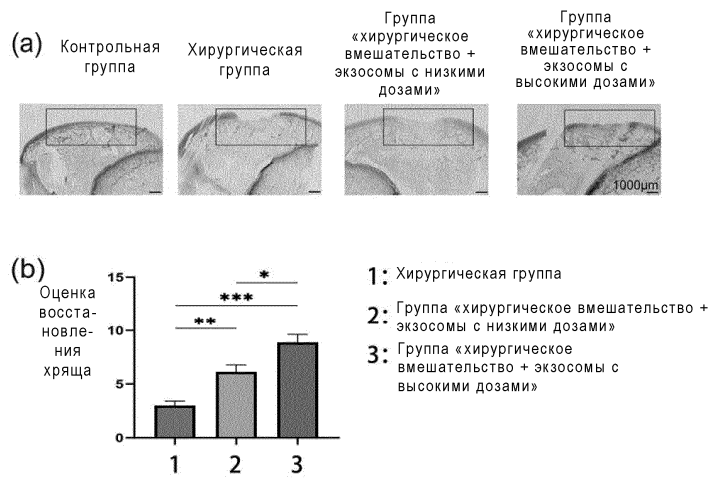 (a)
Контрольная
группа
Хирургическая
группа
Группа
«хирургическое
вмешательство +
экзосомы с низкими
дозами»
Группа
«хирургическое
вмешательство +
экзосомы с
высокими дозами»
1000μm
(b)
Оценка
восста-
новле-
ния
хряща
15
10
5
0
*
***
**
1
2
3
1: Хирургическая группа
2: Группа «хирургическое вмешательство +
экзосомы с низкими дозами»
3: Группа «хирургическое
вмешательство + экзосомы с
высокими дозами»